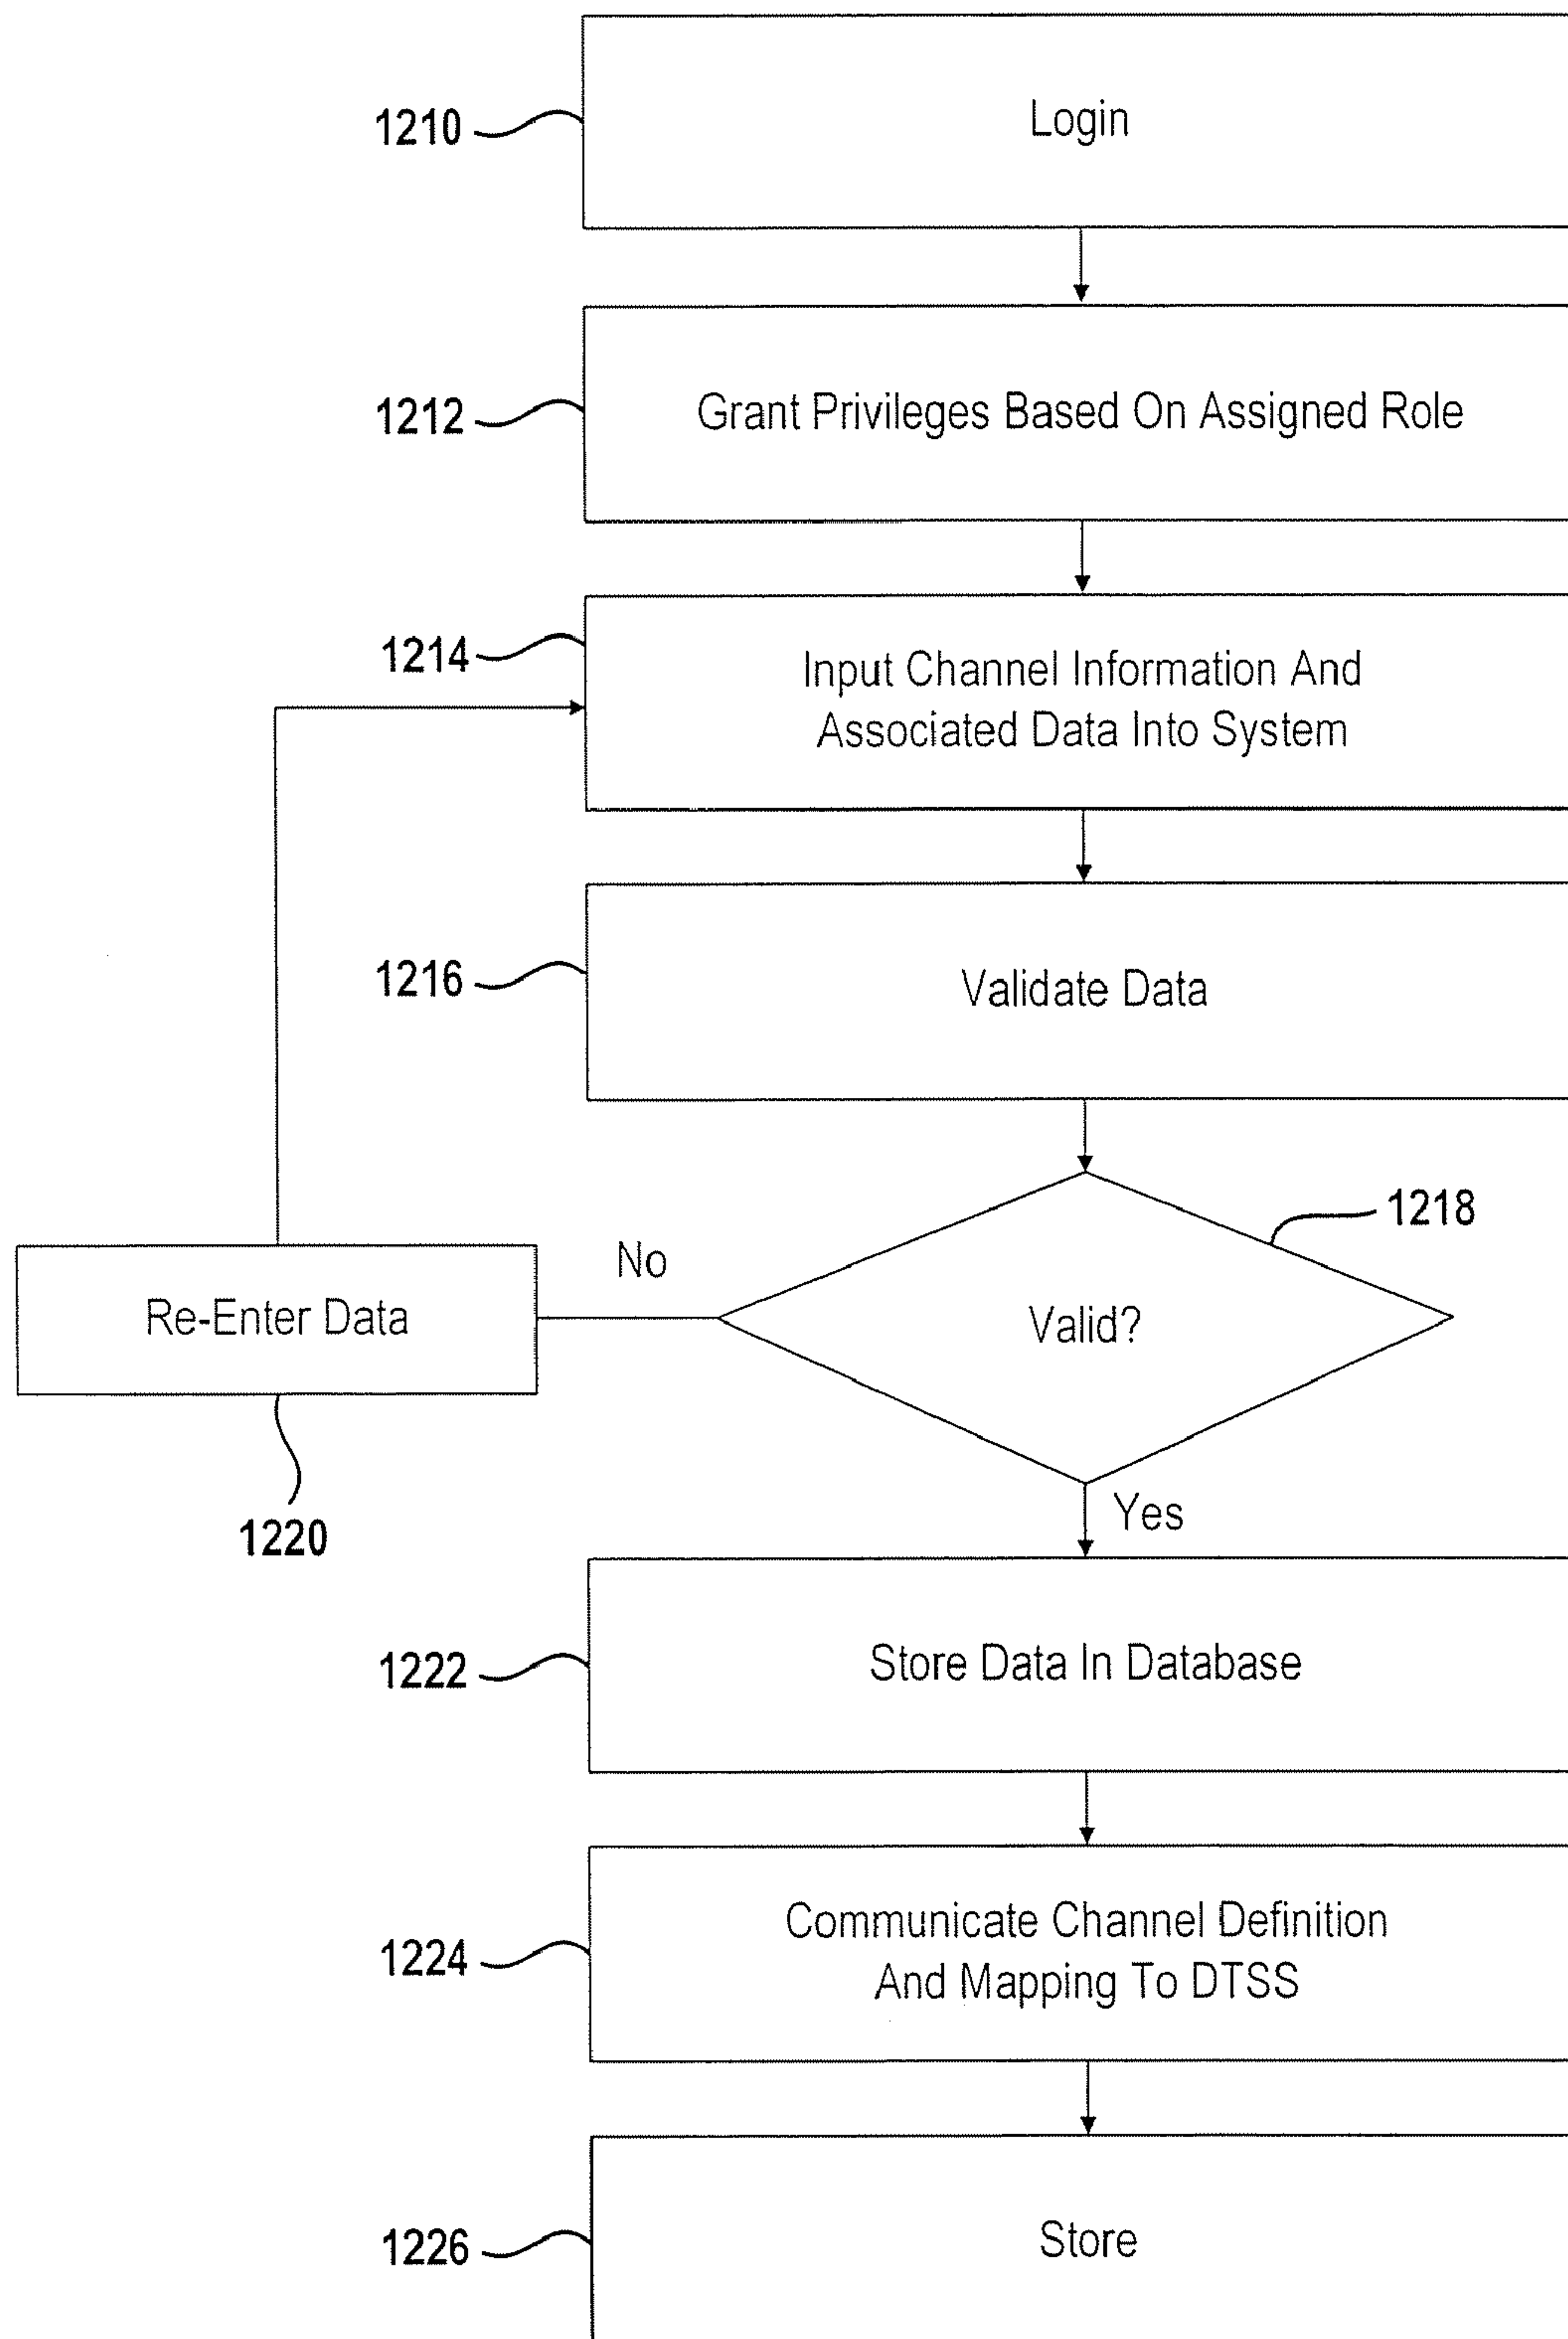 1210
Login
1212
Grant Privileges Based On Assigned Role
1214
Input Channel Information And
Associated Data Into System
1216
Validate Data
1218
Valid?
No
Re-Enter Data
1220
Yes
1222
Store Data In Database
1224
Communicate Channel Definition
And Mapping To DTSS
1226
Store